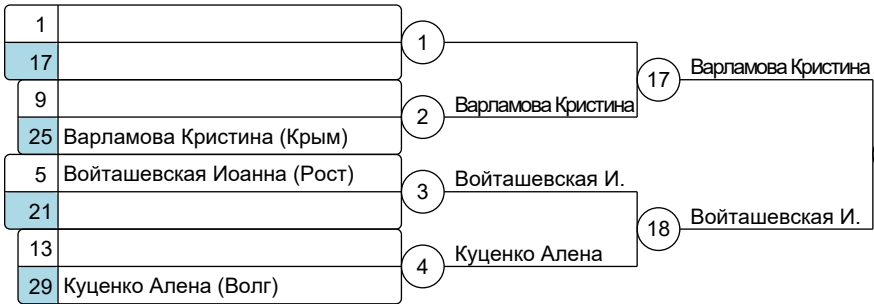 1
17
9
25 Варламова Кристина (Крым)
5 Войташевская Иоанна (Рост)
21
13
29 Куценко Алена (Волг)
1
2
3
4
Варламова Кристина
Войташевская И.
Куценко Алена
17
18
Варламова Кристина
Войташевская И.